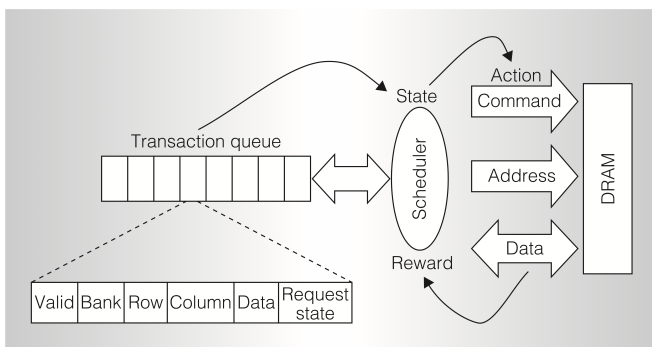 Action
State
Command
Transaction queue
Scheduler
Address
DRAM
Data
Reward
Valid Bank Row Column Data Request
state